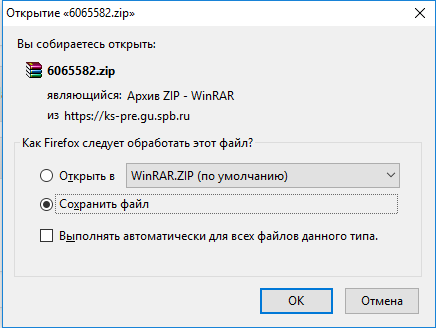 Открытие «6065582.zip»
Вы собираетесь открыть:
6065582.zip
являющийся: Архив ZIP - WinRAR
из https://ks-pre.gu.spb.ru
Как Firefox следует обработать этот файл?
Открыть в WinRAR.ZIP (по умолчанию)
Сохранить файл
Выполнять автоматически для всех файлов данного типа.
OK Отмена